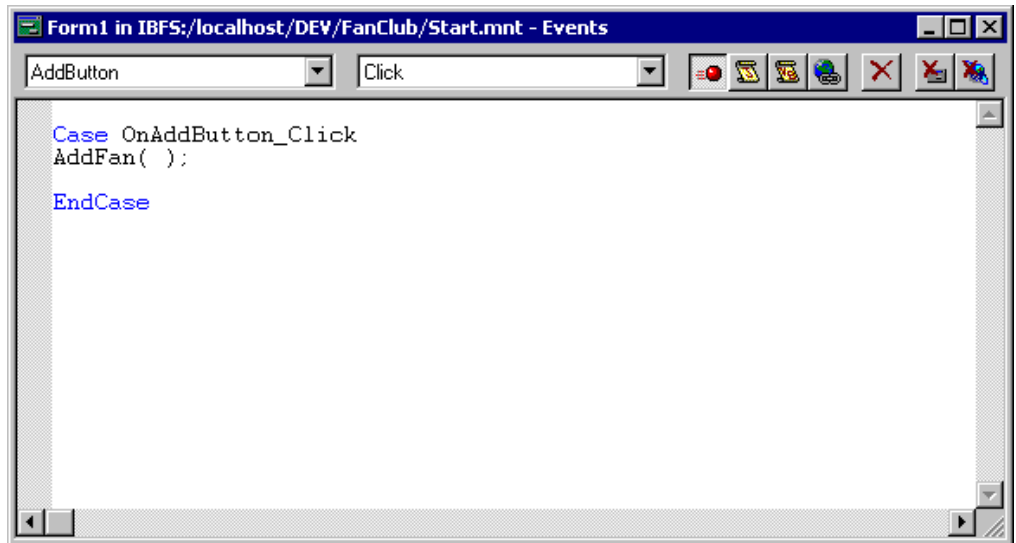 Form1 in IBFS:/localhost/DEV/FanClub/Start.mnt - Events
AddButton Click
Case OnAddButton_Click
AddFan( );
EndCase